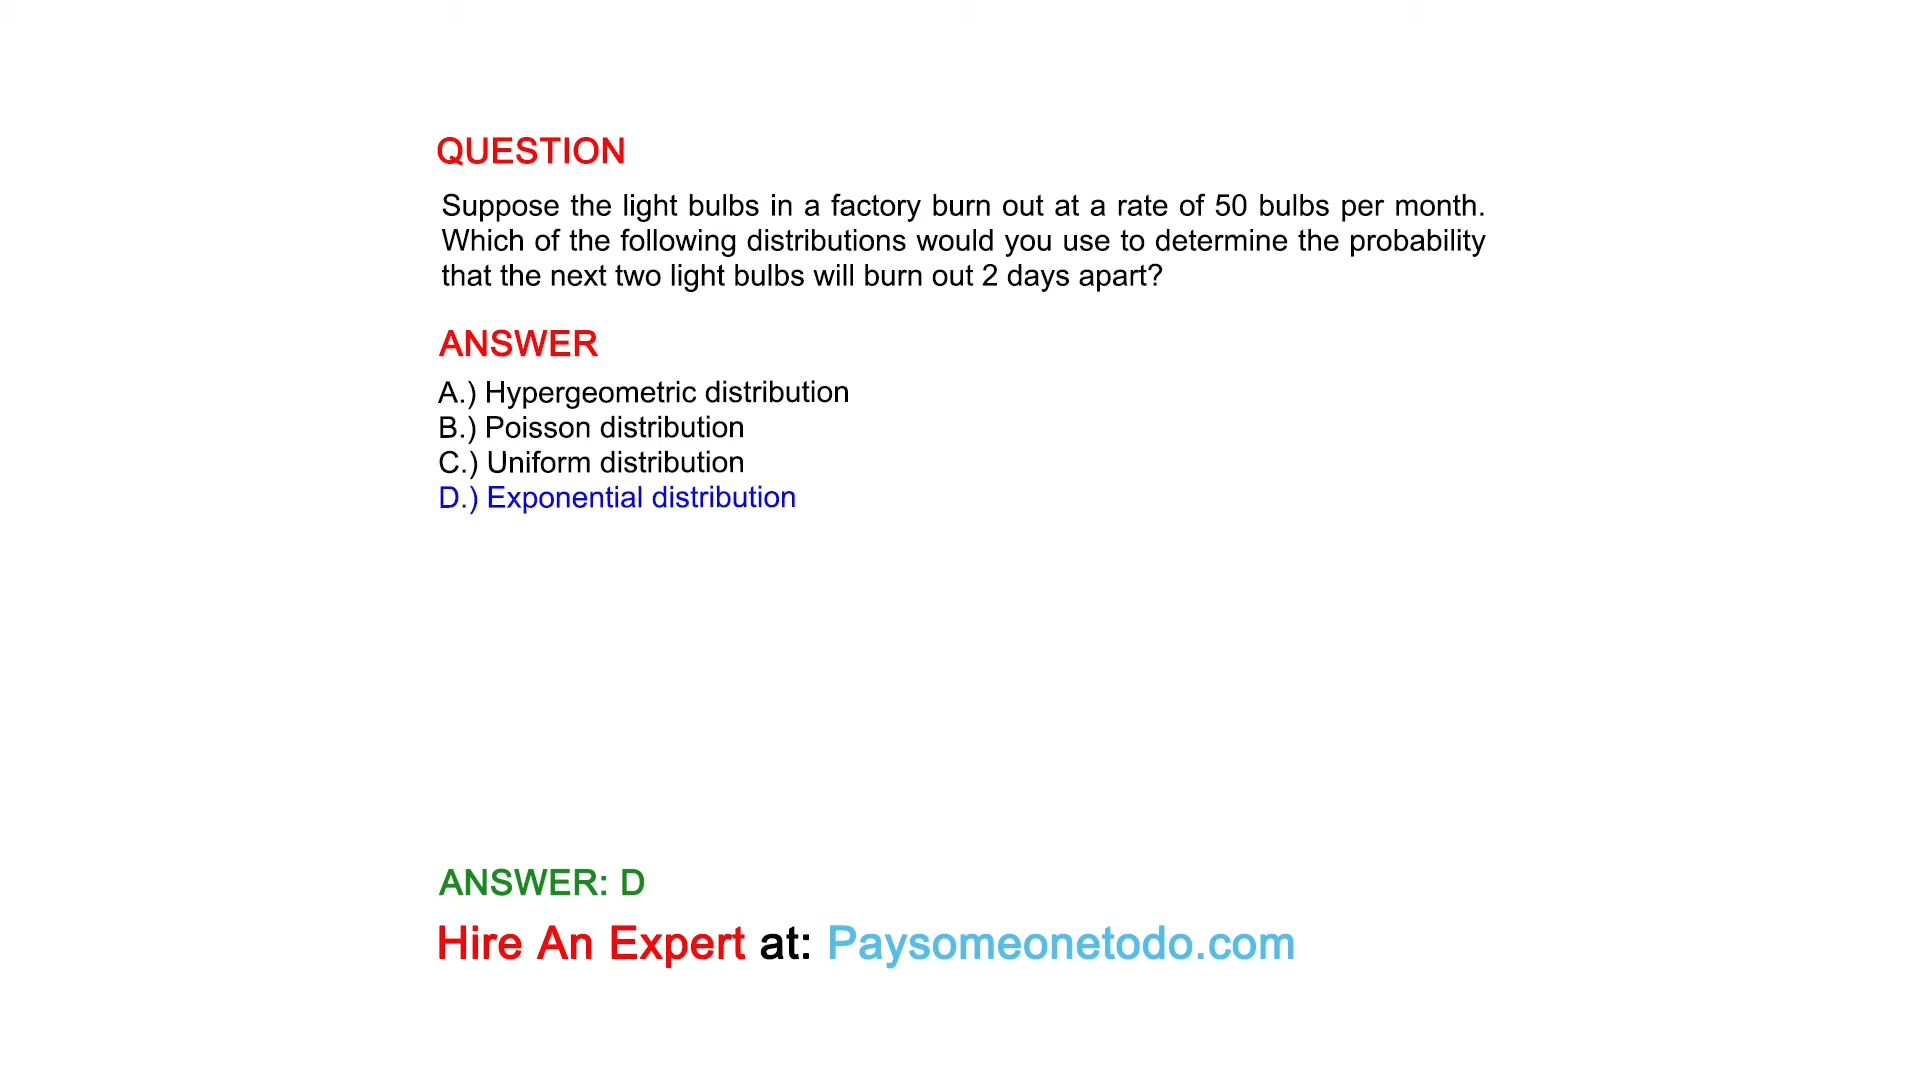 QUESTION
Suppose the light bulbs in a factory burn out at a rate of 50 bulbs per month.
Which of the following distributions would you use to determine the probability
that the next two light bulbs will burn out 2 days apart?
ANSWER
A.) Hypergeometric distribution
B.) Poisson distribution
C.) Uniform distribution
D.) Exponential distribution
ANSWER: D
Hire An Expert at: Paysomeonetodo.com